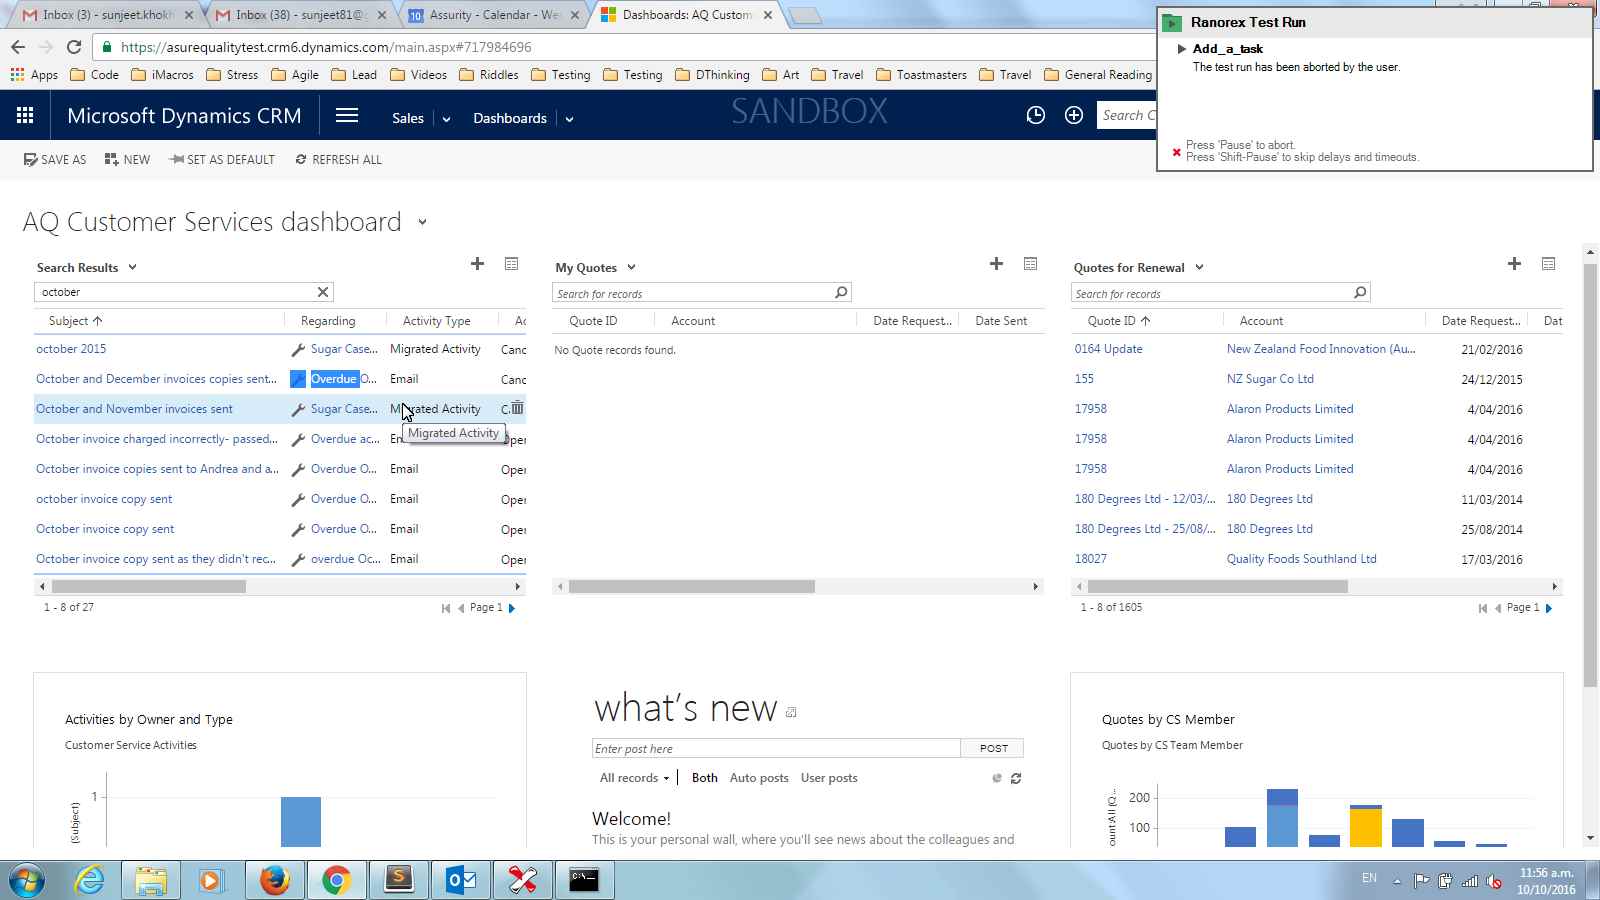 Inbox (3) - sunjeet.khokh
Inbox (38) - sunjeet81@g
10 Assurity - Calendar - We
Dashboards: AQ Custom
https://asurequalitytest.crm6.dynamics.com/main.aspx#717984696
Apps Code iMacros Stress Agile Lead Videos Riddles Testing Testing DThinking Art Travel Toastmasters Travel General Reading
Ranorex Test Run
Add_a_task
The test run has been aborted by the user.
Press 'Pause' to abort.
Press 'Shift-Pause' to skip delays and timeouts.
Microsoft Dynamics CRM Sales Dashboards SANDBOX Search C
SAVE AS NEW SET AS DEFAULT REFRESH ALL
AQ Customer Services dashboard
Search Results
october
Subject Regarding Activity Type Ac
october 2015 Sugar Case... Migrated Activity Canc
October and December invoices copies sent... Overdue O... Email Canc
October and November invoices sent Sugar Case... Migrated Activity C
Migrated Activity
October invoice charged incorrectly- passed... Overdue ac... Em Oper
October invoice copies sent to Andrea and a... Overdue O... Email Oper
october invoice copy sent Overdue O... Email Oper
October invoice copy sent Overdue O... Email Oper
October invoice copy sent as they didn't rec... overdue Oc... Email Oper
1 - 8 of 27 Page 1
My Quotes
Search for records
Quote ID Account Date Request... Date Sent
No Quote records found.
Quotes for Renewal
Search for records
Quote ID Account Date Request... Dat
0164 Update New Zealand Food Innovation (Au... 21/02/2016
155 NZ Sugar Co Ltd 24/12/2015
17958 Alaron Products Limited 4/04/2016
17958 Alaron Products Limited 4/04/2016
17958 Alaron Products Limited 4/04/2016
180 Degrees Ltd - 12/03/... 180 Degrees Ltd 11/03/2014
180 Degrees Ltd - 25/08/... 180 Degrees Ltd 25/08/2014
18027 Quality Foods Southland Ltd 17/03/2016
1 - 8 of 1605 Page 1
Activities by Owner and Type
Customer Service Activities
1
(Subject)
what's new
Enter post here POST
All records Both Auto posts User posts
Welcome!
This is your personal wall, where you'll see news about the colleagues and
Quotes by CS Member
Quotes by CS Team Member
200
100
ount:All (Q...
EN
11:56 a.m.
10/10/2016